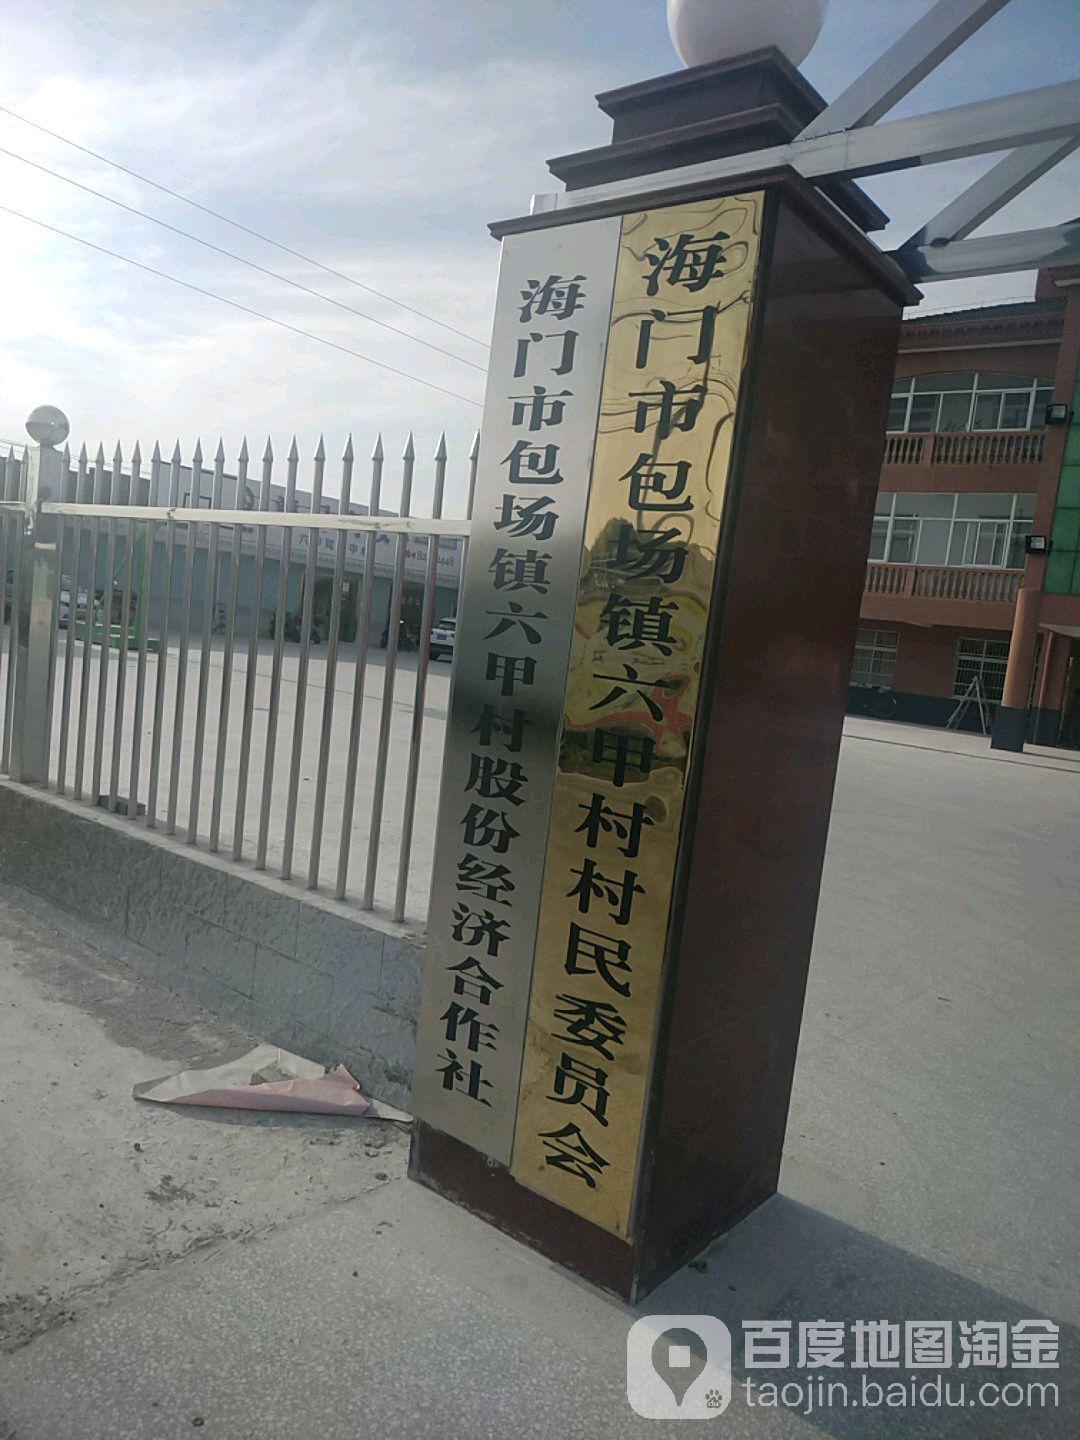 海门市包场镇六甲村股份经济合作社
海门市包场镇六甲村村民委员会
百度地图淘金
taojin.baidu.com